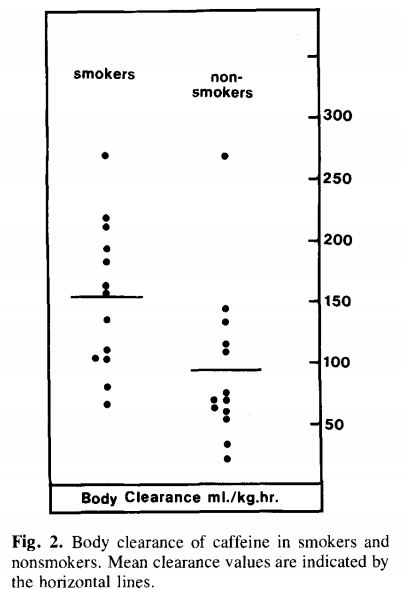 smokers
non-
smokers
300
250
200
150
100
50
Body Clearance ml./kg.hr.
Fig. 2. Body clearance of caffeine in smokers and
nonsmokers. Mean clearance values are indicated by
the horizontal lines.